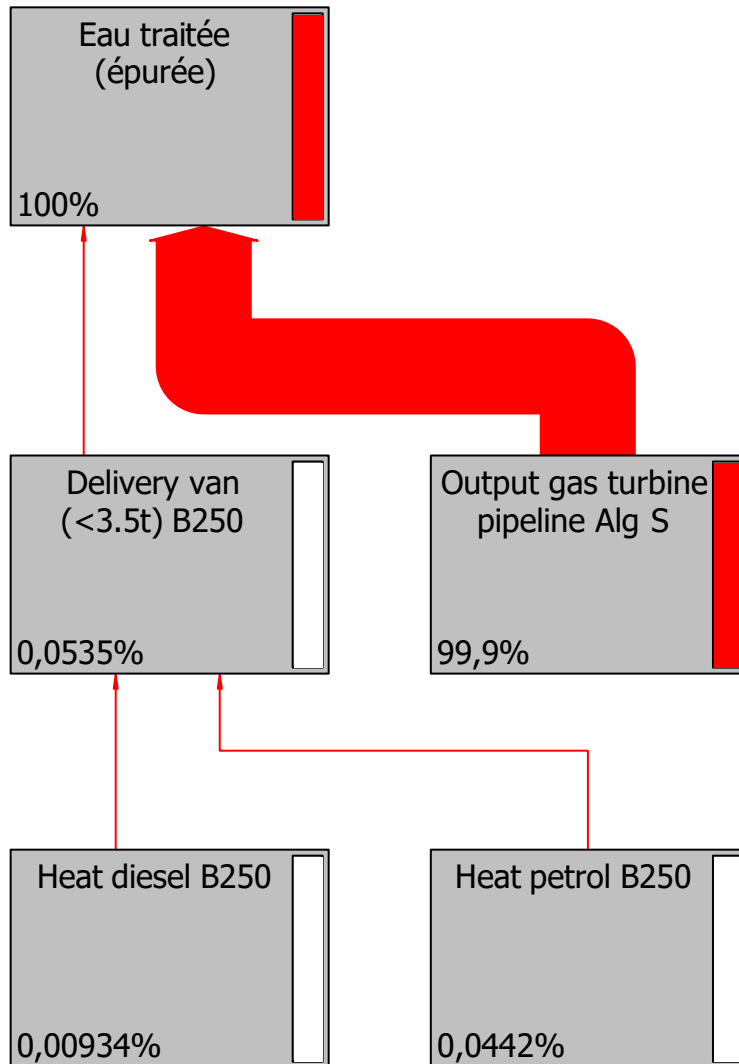 Eau traitée
(épurée)
100%
Delivery van
(<3.5t) B250
0,0535%
Output gas turbine
pipeline Alg S
99,9%
Heat diesel B250
0,00934%
Heat petrol B250
0,0442%